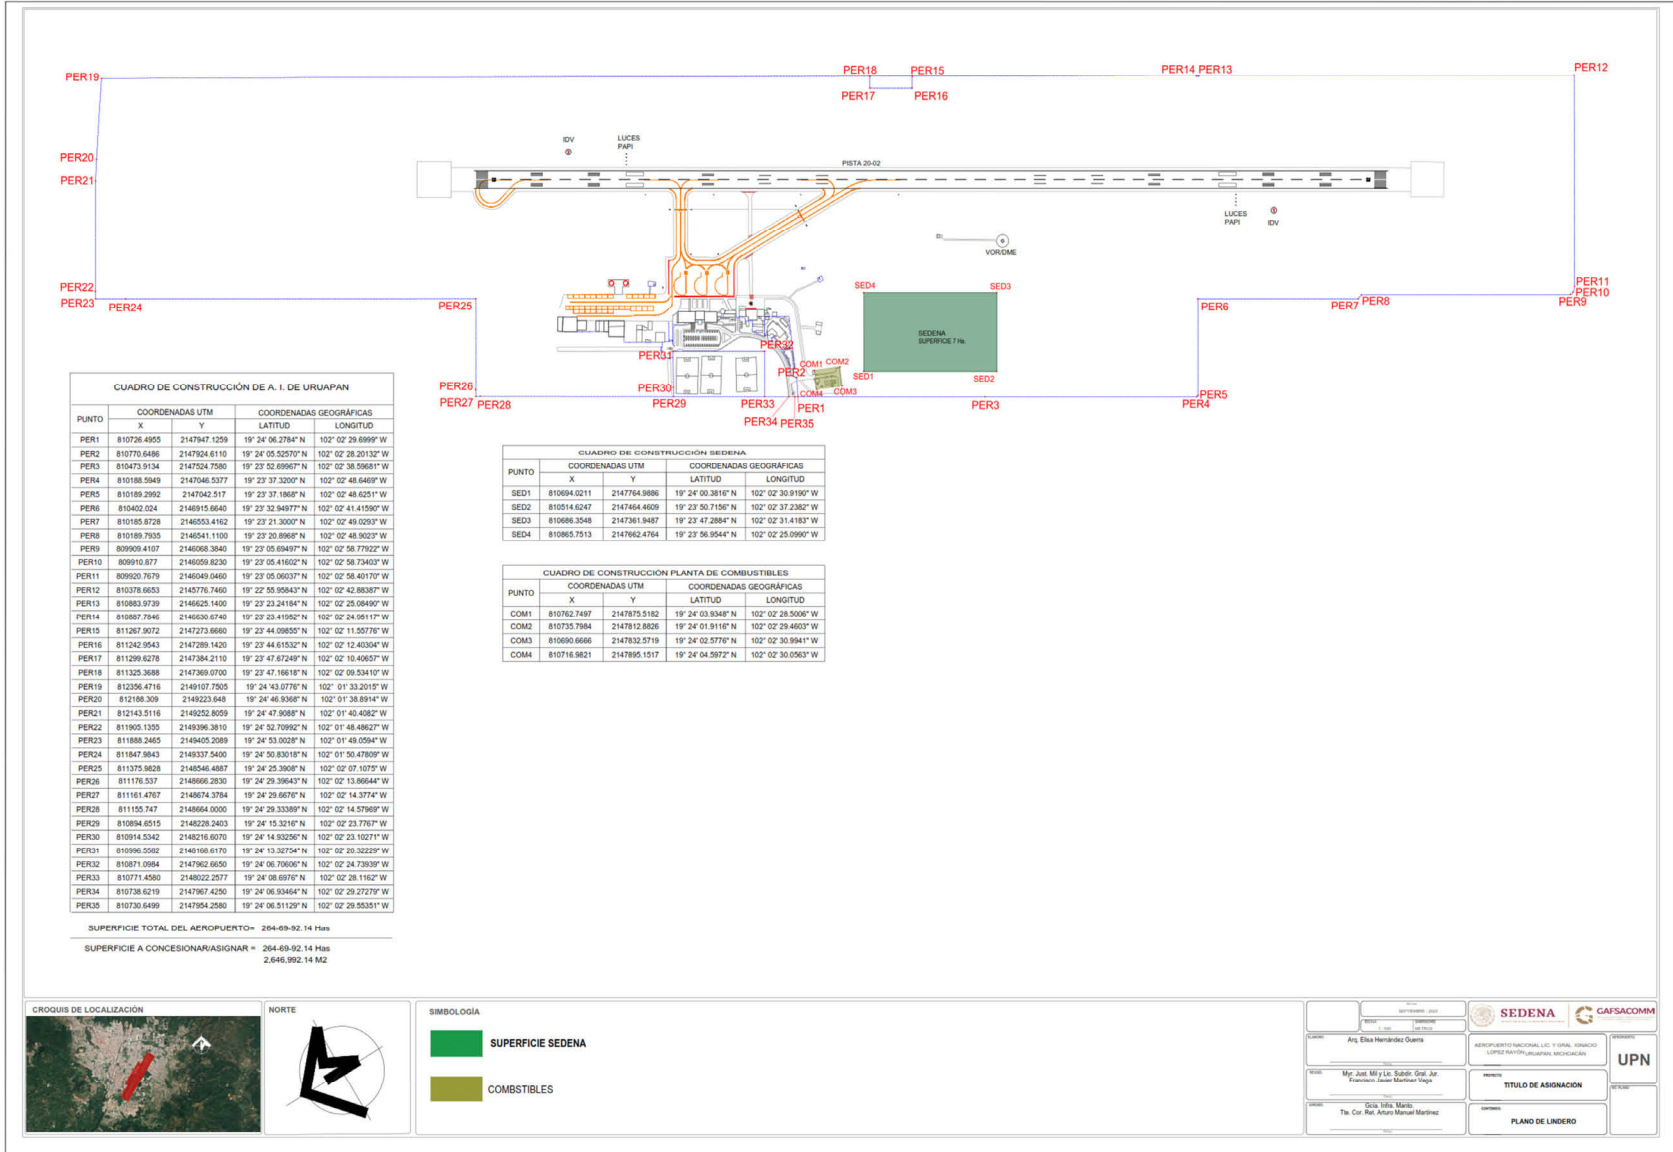 PER19
PER18
PER15
PER14 PER13
PER12
PER17
PER16
IDV
LUCES
PAPI
PISTA 20-02
PER20
PER21
LUCES
PAPI
IDV
VOR/DME
PER22
PER23
PER24
PER25
SED4
SED3
PER6
PER7
PER8
PER11
PER10
PER9
SEDENA
SUPERFICIE 7 Ha.
PER31
PER32
PER2
COM1
COM2
SED1
SED2
PER26
PER27
PER28
PER30
PER29
PER33
COM4
COM3
PER1
PER34
PER35
PER3
PER5
PER4
CUADRO DE CONSTRUCCIÓN DE A. I. DE URUAPAN
PUNTO COORDENADAS UTM COORDENADAS GEOGRÁFICAS
X Y LATITUD LONGITUD
PER1 810726.4955 2147947.1259 19° 24' 06.2784" N 102° 02' 29.6999" W
PER2 810770.6486 2147924.6110 19° 24' 05.52570" N 102° 02' 28.20132" W
PER3 810473.9134 2147524.7580 19° 23' 52.69967" N 102° 02' 38.59681" W
PER4 810188.5949 2147046.5377 19° 23' 37.3200" N 102° 02' 48.6469" W
PER5 810189.2992 2147042.517 19° 23' 37.1868" N 102° 02' 48.6251" W
PER6 810402.024 2146915.6640 19° 23' 32.94977" N 102° 02' 41.41590" W
PER7 810185.8728 2146553.4162 19° 23' 21.3000" N 102° 02' 49.0293" W
PER8 810189.7935 2146541.1100 19° 23' 20.8968" N 102° 02' 48.9023" W
PER9 809909.4107 2146068.3840 19° 23' 05.69497" N 102° 02' 58.77922" W
PER10 809910.877 2146059.8230 19° 23' 05.41602" N 102° 02' 58.73403" W
PER11 809920.7679 2146049.0460 19° 23' 05.06037" N 102° 02' 58.40170" W
PER12 810378.6653 2145776.7460 19° 22' 55.95843" N 102° 02' 42.88387" W
PER13 810883.9739 2146625.1400 19° 23' 23.24184" N 102° 02' 25.08490" W
PER14 810887.7846 2146630.6740 19° 23' 23.41952" N 102° 02' 24.95117" W
PER15 811267.9072 2147273.6660 19° 23' 44.09855" N 102° 02' 11.55776" W
PER16 811242.9543 2147289.1420 19° 23' 44.61532" N 102° 02' 12.40304" W
PER17 811299.6278 2147384.2110 19° 23' 47.67249" N 102° 02' 10.40657" W
PER18 811325.3688 2147369.0700 19° 23' 47.16618" N 102° 02' 09.53410" W
PER19 812356.4716 2149107.7505 19° 24 '43.0776" N 102° 01' 33.2015" W
PER20 812188.309 2149223.648 19° 24' 46.9368" N 102° 01' 38.8914" W
PER21 812143.5116 2149252.8059 19° 24' 47.9088" N 102° 01' 40.4082" W
PER22 811905.1355 2149396.3810 19° 24' 52.70992" N 102° 01' 48.48627" W
PER23 811888.2465 2149405.2089 19° 24' 53.0028" N 102° 01' 49.0594" W
PER24 811847.9843 2149337.5400 19° 24' 50.83018" N 102° 01' 50.47809" W
PER25 811375.9828 2148546.4887 19° 24' 25.3908" N 102° 02' 07.1075" W
PER26 811176.537 2148666.2830 19° 24' 29.39643" N 102° 02' 13.86644" W
PER27 811161.4767 2148674.3784 19° 24' 29.6676" N 102° 02' 14.3774" W
PER28 811155.747 2148664.0000 19° 24' 29.33389" N 102° 02' 14.57969" W
PER29 810894.6515 2148228.2403 19° 24' 15.3216" N 102° 02' 23.7767" W
PER30 810914.5342 2148216.6070 19° 24' 14.93256" N 102° 02' 23.10271" W
PER31 810996.5582 2148168.6170 19° 24' 13.32754" N 102° 02' 20.32229" W
PER32 810871.0984 2147962.6650 19° 24' 06.70606" N 102° 02' 24.73939" W
PER33 810771.4580 2148022.2577 19° 24' 08.6976" N 102° 02' 28.1162" W
PER34 810738.6219 2147967.4250 19° 24' 06.93464" N 102° 02' 29.27279" W
PER35 810730.6499 2147954.2580 19° 24' 06.51129" N 102° 02' 29.55351" W
SUPERFICIE TOTAL DEL AEROPUERTO= 264-69-92.14 Has
SUPERFICIE A CONCESIONAR/ASIGNAR = 264-69-92.14 Has
2,646,992.14 M2
CUADRO DE CONSTRUCCIÓN SEDENA
PUNTO COORDENADAS UTM COORDENADAS GEOGRÁFICAS
X Y LATITUD LONGITUD
SED1 810694.0211 2147764.9886 19° 24' 00.3816" N 102° 02' 30.9190" W
SED2 810514.6247 2147464.4609 19° 23' 50.7156" N 102° 02' 37.2382" W
SED3 810686.3548 2147361.9487 19° 23' 47.2884" N 102° 02' 31.4183" W
SED4 810865.7513 2147662.4764 19° 23' 56.9544" N 102° 02' 25.0990" W
CUADRO DE CONSTRUCCIÓN PLANTA DE COMBUSTIBLES
PUNTO COORDENADAS UTM COORDENADAS GEOGRÁFICAS
X Y LATITUD LONGITUD
COM1 810762.7497 2147875.5182 19° 24' 03.9348" N 102° 02' 28.5006" W
COM2 810735.7984 2147812.8826 19° 24' 01.9116" N 102° 02' 29.4603" W
COM3 810690.6666 2147832.5719 19° 24' 02.5776" N 102° 02' 30.9941" W
COM4 810716.9821 2147895.1517 19° 24' 04.5972" N 102° 02' 30.0563" W
CROQUIS DE LOCALIZACIÓN
NORTE
SIMBOLOGÍA
SUPERFICIE SEDENA
COMBSTIBLES
Arq. Elisa Hernández Guerra
Myr. Just. Mil y Lic. Subdir. Gral. Jur.
Francisco Javier Martínez Vega
Gcia. Infra. Manto.
Tte. Cor. Ret. Arturo Manuel Martínez
SEDENA
GAFSACOMM
AEROPUERTO NACIONAL LIC. Y GRAL. IGNACIO
LOPEZ RAYÓN URUAPAN, MICHOACÁN
UPN
TITULO DE ASIGNACIÓN
PLANO DE LINDERO